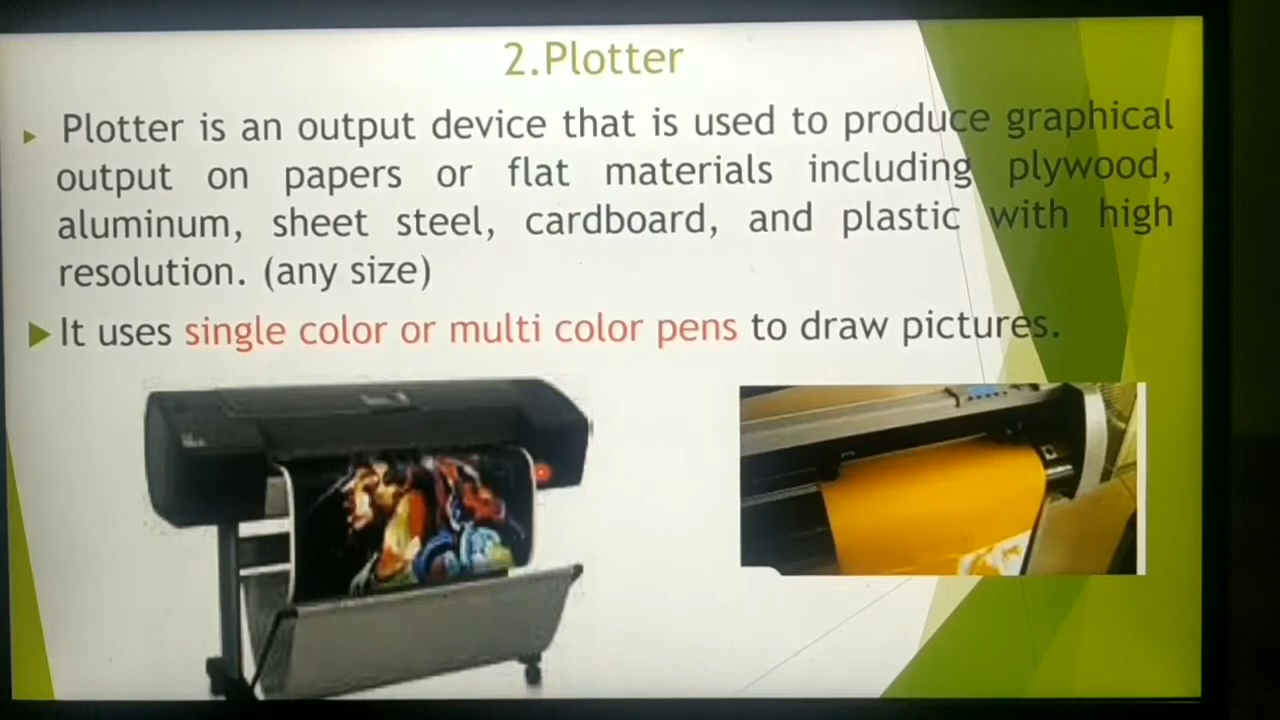 2.Plotter
Plotter is an output device that is used to produce graphical
output on papers or flat materials including plywood,
aluminum, sheet steel, cardboard, and plastic with high
resolution. (any size)
It uses single color or multi color pens to draw pictures.